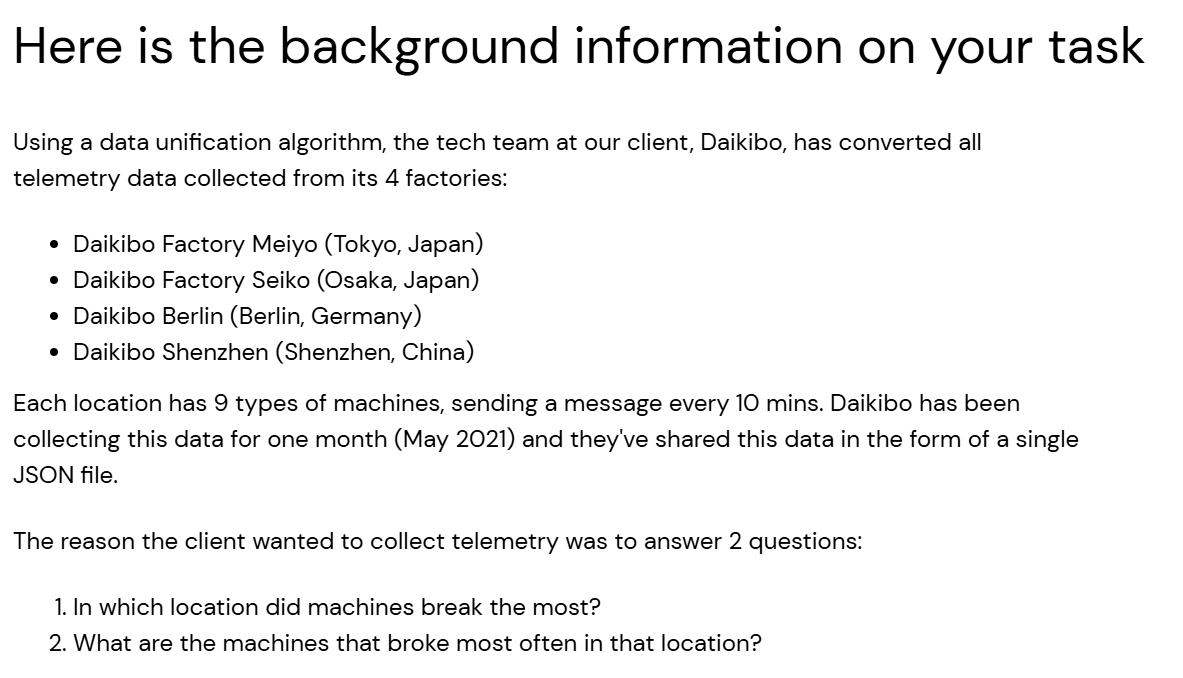 Here is the background information on your task
Using a data unification algorithm, the tech team at our client, Daikibo, has converted all
telemetry data collected from its 4 factories:
• Daikibo Factory Meiyo (Tokyo, Japan)
• Daikibo Factory Seiko (Osaka, Japan)
• Daikibo Berlin (Berlin, Germany)
• Daikibo Shenzhen (Shenzhen, China)
Each location has 9 types of machines, sending a message every 10 mins. Daikibo has been
collecting this data for one month (May 2021) and they've shared this data in the form of a single
JSON file.
The reason the client wanted to collect telemetry was to answer 2 questions:
1. In which location did machines break the most?
2. What are the machines that broke most often in that location?